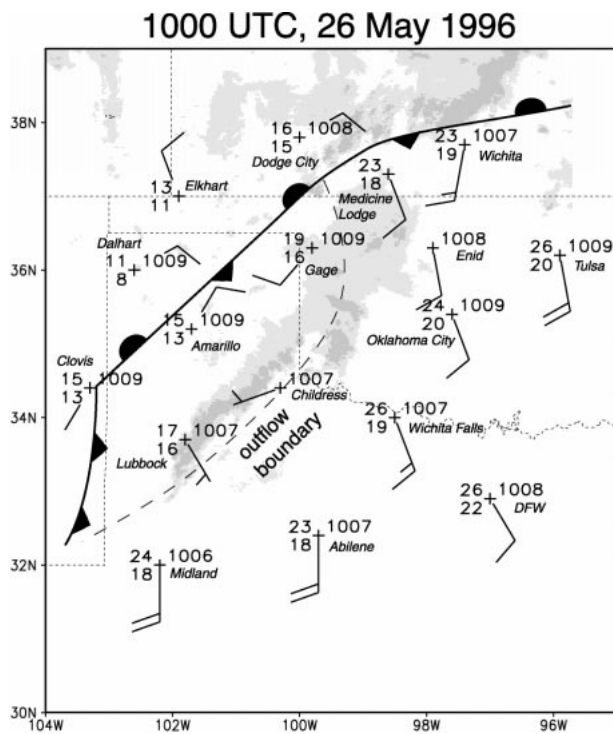 1000 UTC, 26 May 1996
38N
16 1008
15
Dodge City
23 1007
19
Wichita
13
11
Elkhart
23
18
Medicine
Lodge
Dalhart
11 1009
8
19 1009
16
Gage
1008
Enid
26 1009
20
Tulsa
36N
15 1009
13
Amarillo
24 1009
20
Oklahoma City
Clovis
15 1009
13
1007
Childress
34N
17 1007
16
Lubbock
outflow
boundary
26 1007
19
Wichita Falls
26 1008
22
DFW
24 1006
18
Midland
23 1007
18
Abilene
32N
30N
104W 102W 100W 98W 96W